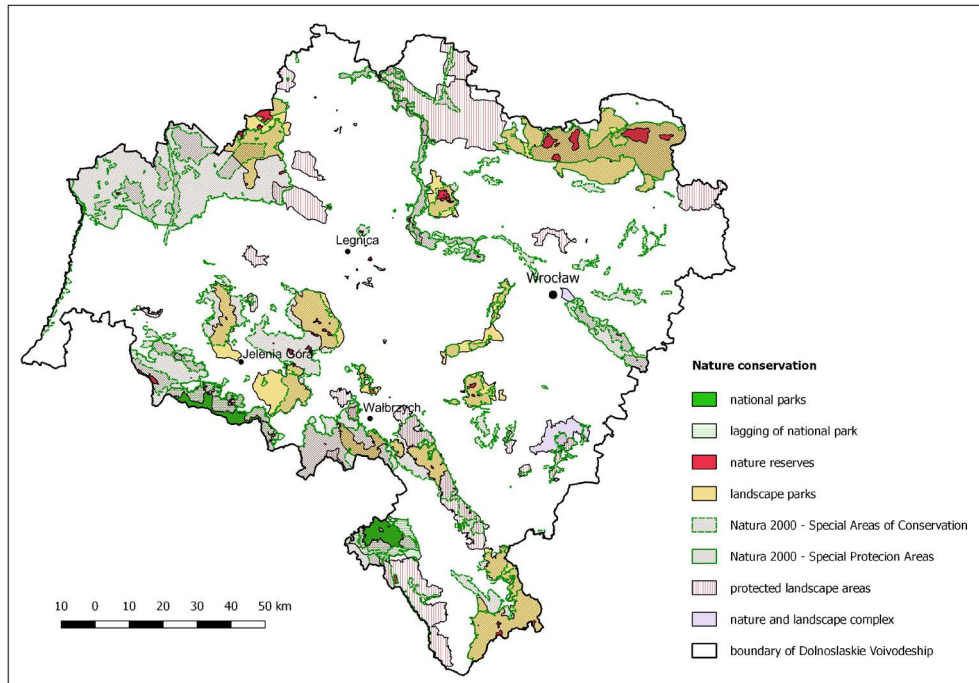 Legnica
Wrocław
Jelenia Góra
Wałbrzych
Nature conservation
national parks
lagging of national park
nature reserves
landscape parks
Natura 2000 - Special Areas of Conservation
Natura 2000 - Special Protecion Areas
protected landscape areas
nature and landscape complex
boundary of Dolnoslaskie Voivodeship
10 0 10 20 30 40 50 km